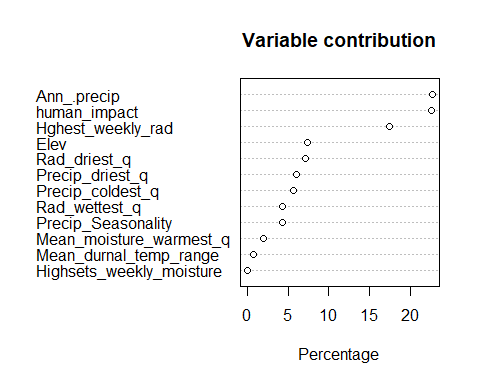 Variable contribution
Ann_.precip
human_impact
Hghest_weekly_rad
Elev
Rad_driest_q
Precip_driest_q
Precip_coldest_q
Rad_wettest_q
Precip_Seasonality
Mean_moisture_warmest_q
Mean_durnal_temp_range
Highsets_weekly_moisture
0 5 10 15 20
Percentage